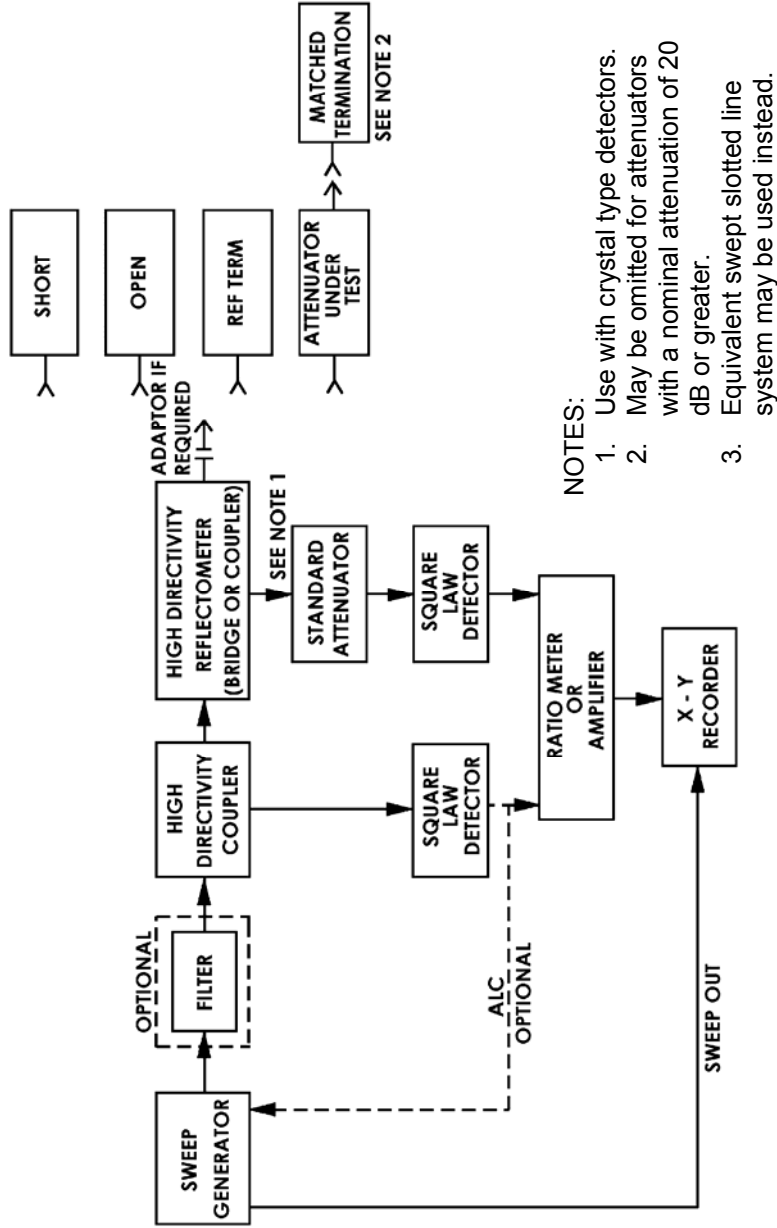 SWEEP
GENERATOR
OPTIONAL
FILTER
HIGH
DIRECTIVITY
COUPLER
HIGH DIRECTIVITY
REFLECTOMETER
(BRIDGE OR COUPLER)
ADAPTOR IF
REQUIRED
SHORT
OPEN
REF TERM
ATTENUATOR
UNDER
TEST
MATCHED
TERMINATION
SEE NOTE 2
SEE NOTE 1
STANDARD
ATTENUATOR
SQUARE
LAW
DETECTOR
SQUARE
LAW
DETECTOR
ALC
OPTIONAL
RATIO METER
OR
AMPLIFIER
X - Y
RECORDER
SWEEP OUT
NOTES:
1. Use with crystal type detectors.
2. May be omitted for attenuators
with a nominal attenuation of 20
dB or greater.
3. Equivalent swept slotted line
system may be used instead.